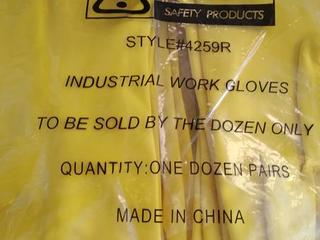 SAFETY PRODUCTS
STYLE#4259R
INDUSTRIAL WORK GLOVES
TO BE SOLD BY THE DOZEN ONLY
QUANTITY:ONE DOZEN PAIRS
MADE IN CHINA